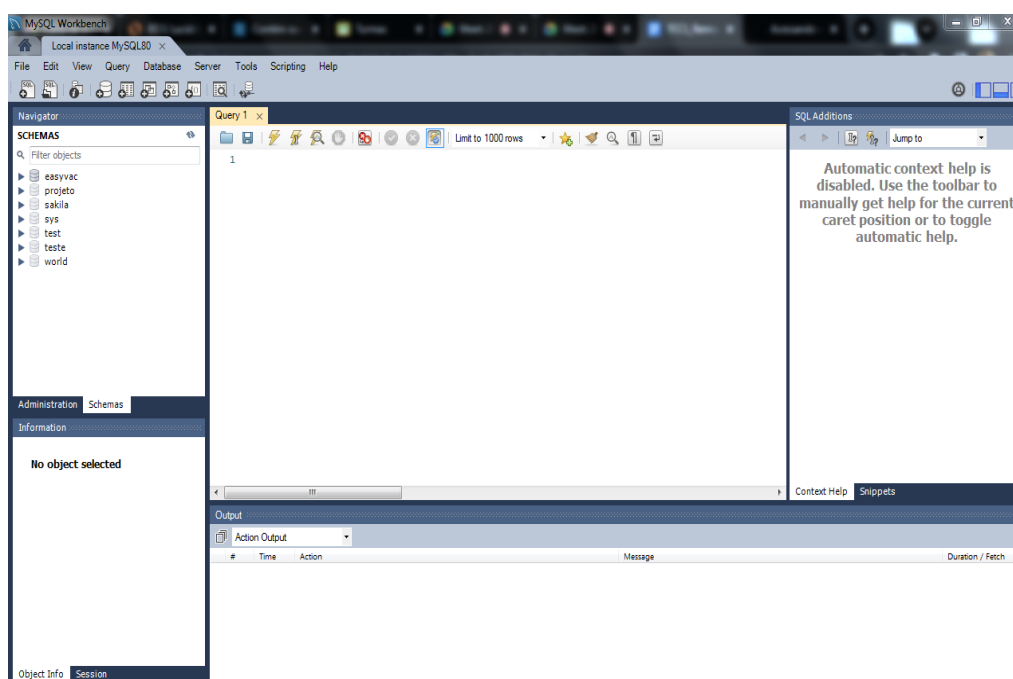 MySQL Workbench
Local instance MySQL80
File Edit View Query Database Server Tools Scripting Help
Navigator
SCHEMAS
Filter objects
easyvac
projeto
sakila
sys
test
teste
world
Administration Schemas
Information
No object selected
Object Info Session
Query 1
Limit to 1000 rows
1
SQL Additions
Jump to
Automatic context help is
disabled. Use the toolbar to
manually get help for the current
caret position or to toggle
automatic help.
Context Help Snippets
Output
Action Output
# Time Action Message Duration / Fetch